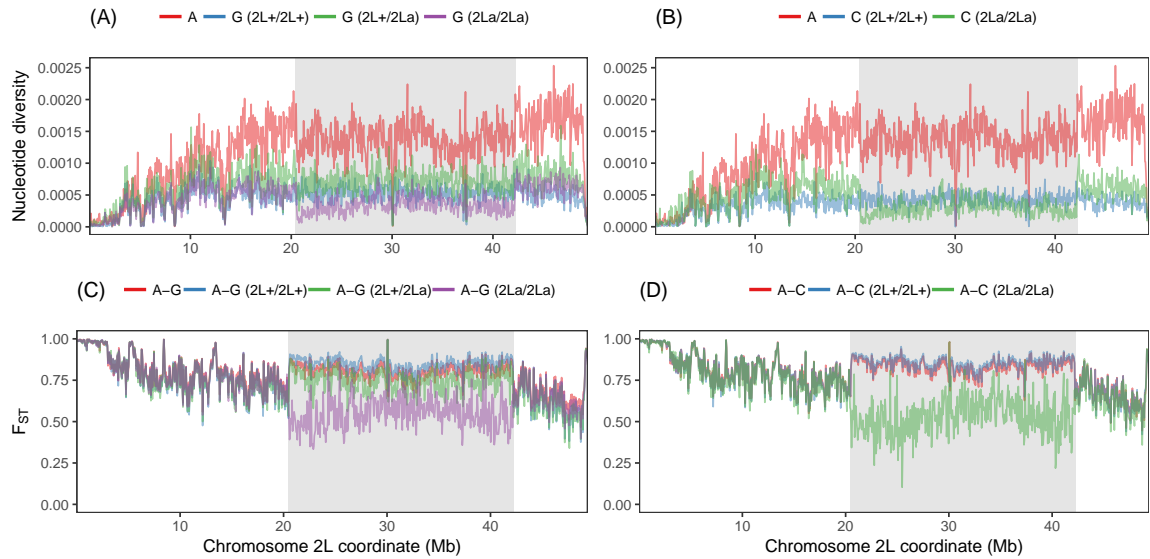 (A)
A G (2L+/2L+) G (2L+/2La) G (2La/2La)
Nucleotide diversity
0.0025
0.0020
0.0015
0.0010
0.0005
0.0000
10 20 30 40
(B)
A C (2L+/2L+) C (2La/2La)
0.0025
0.0020
0.0015
0.0010
0.0005
0.0000
10 20 30 40
(C)
A−G A−G (2L+/2L+) A−G (2L+/2La) A−G (2La/2La)
FST
1.00
0.75
0.50
0.25
0.00
10 20 30 40
Chromosome 2L coordinate (Mb)
(D)
A−C A−C (2L+/2L+) A−C (2La/2La)
1.00
0.75
0.50
0.25
0.00
10 20 30 40
Chromosome 2L coordinate (Mb)